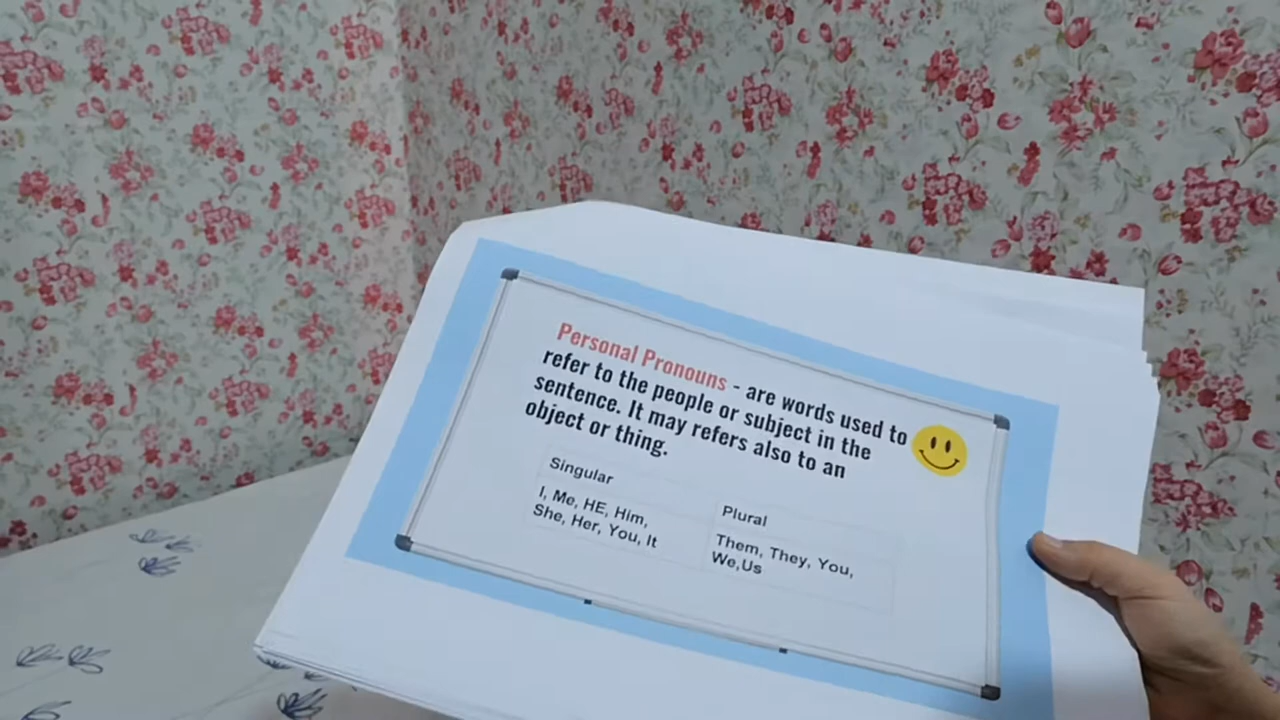 Personal Pronouns - are words used to
refer to the people or subject in the
sentence. It may refers also to an
object or thing.
Singular
I, Me, HE, Him,
She, Her, You, It
Plural
Them, They, You,
We,Us